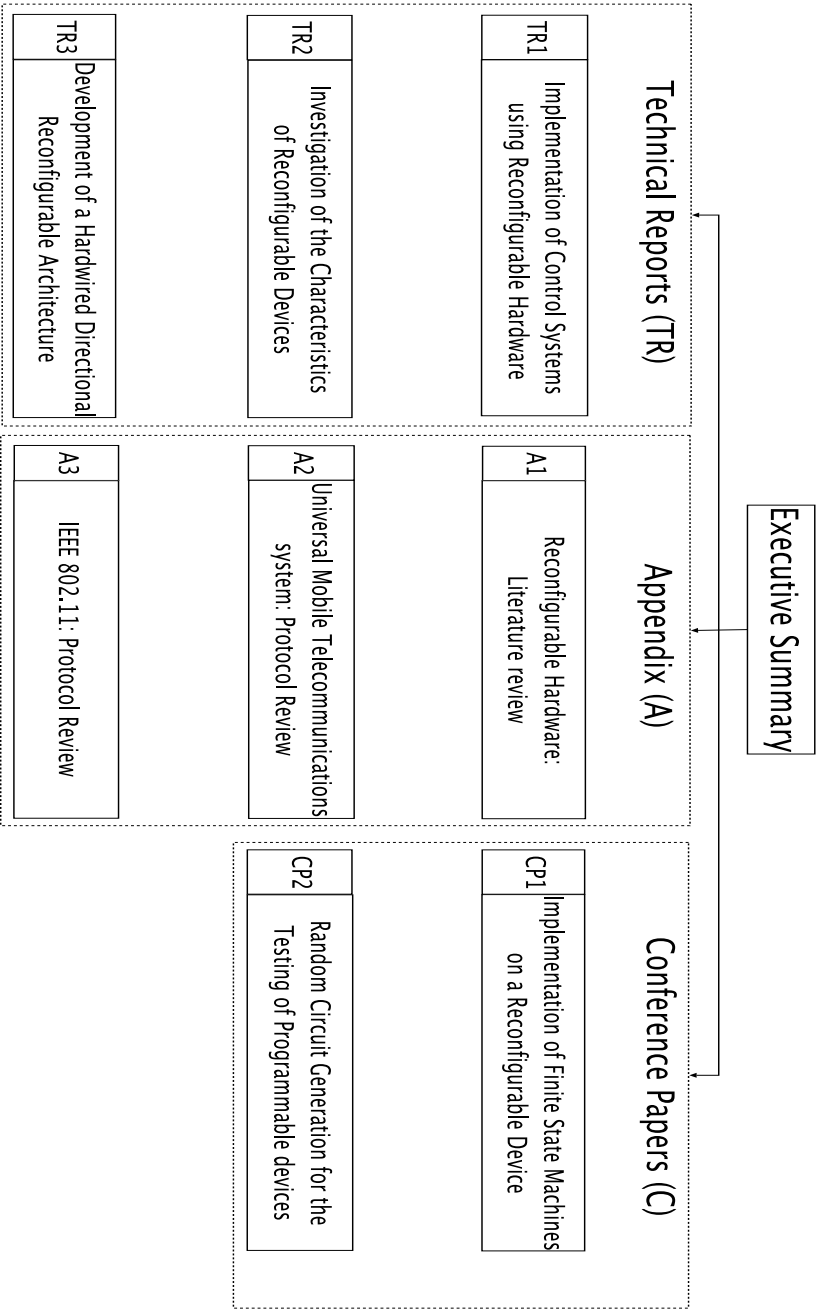 Executive Summary
Technical Reports (TR)
TR1
Implementation of Control Systems
using Reconfigurable Hardware
TR2
Investigation of the Characteristics
of Reconfigurable Devices
TR3
Development of a Hardwired Directional
Reconfigurable Architecture
Appendix (A)
A1
Reconfigurable Hardware:
Literature review
A2
Universal Mobile Telecommunications
system: Protocol Review
A3
IEEE 802.11: Protocol Review
Conference Papers (C)
CP1
Implementation of Finite State Machines
on a Reconfigurable Device
CP2
Random Circuit Generation for the
Testing of Programmable devices